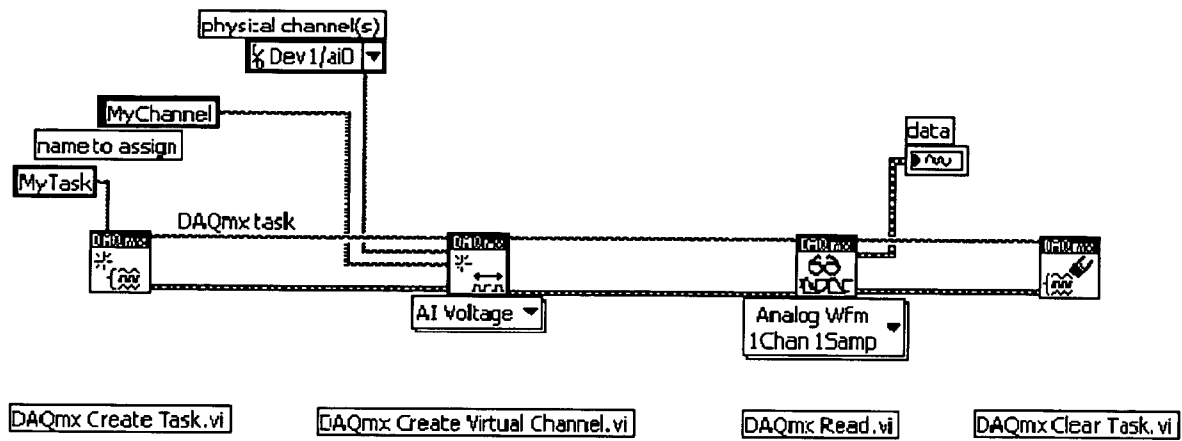 physical channel(s)
Dev1/ai0
MyChannel
name to assign
MyTask
DAQmx task
data
DAQmx
DAQmx
DAQmx
DAQmx
AI Voltage
Analog Wfm
1Chan 1Samp
DAQmx Create Task.vi
DAQmx Create Virtual Channel.vi
DAQmx Read.vi
DAQmx Clear Task.vi